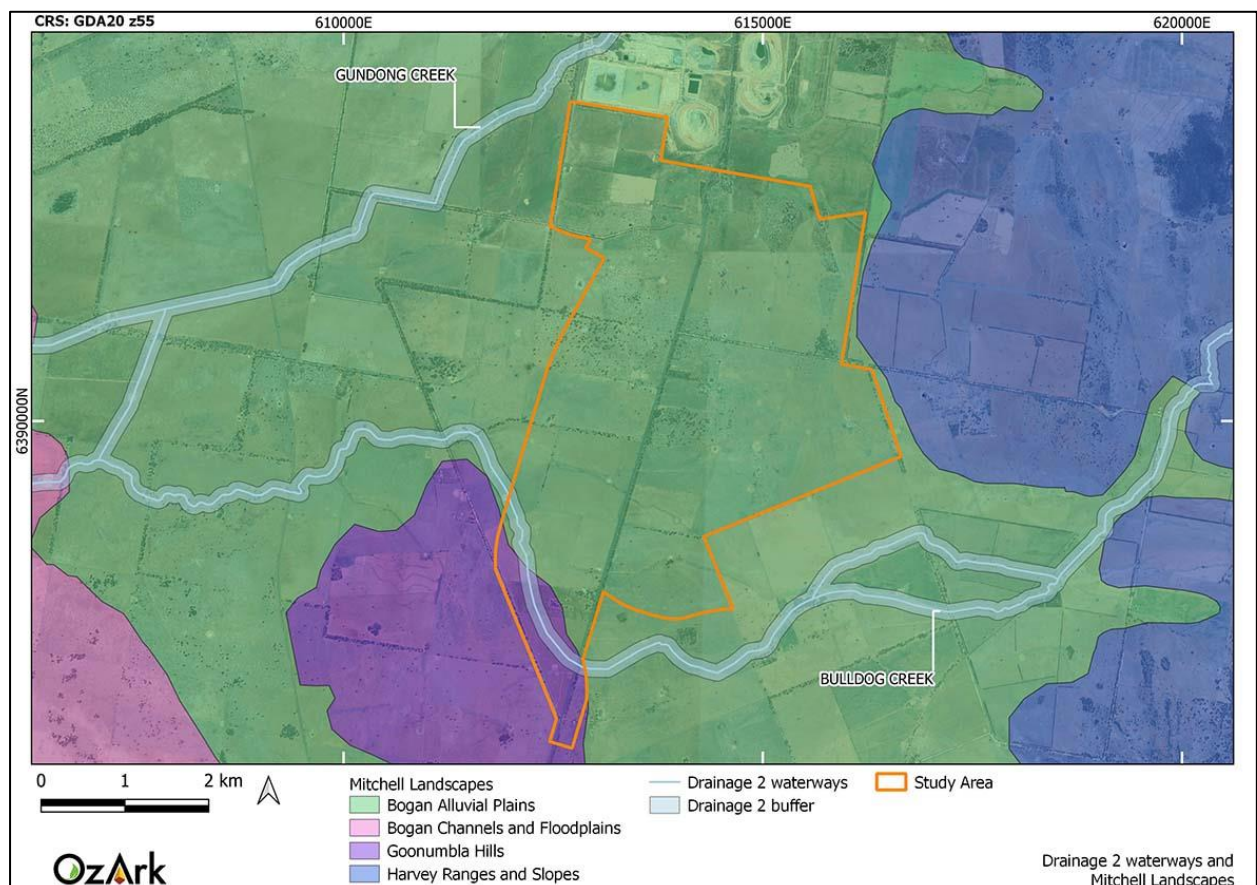 CRS: GDA20 z55
610000E
615000E
620000E
GUNDONG CREEK
6390000N
BULLDOG CREEK
0 1 2 km
Mitchell Landscapes
Bogan Alluvial Plains
Bogan Channels and Floodplains
Goonumbla Hills
Harvey Ranges and Slopes
Drainage 2 waterways
Drainage 2 buffer
Study Area
OzArk
Drainage 2 waterways and
Mitchell Landscapes